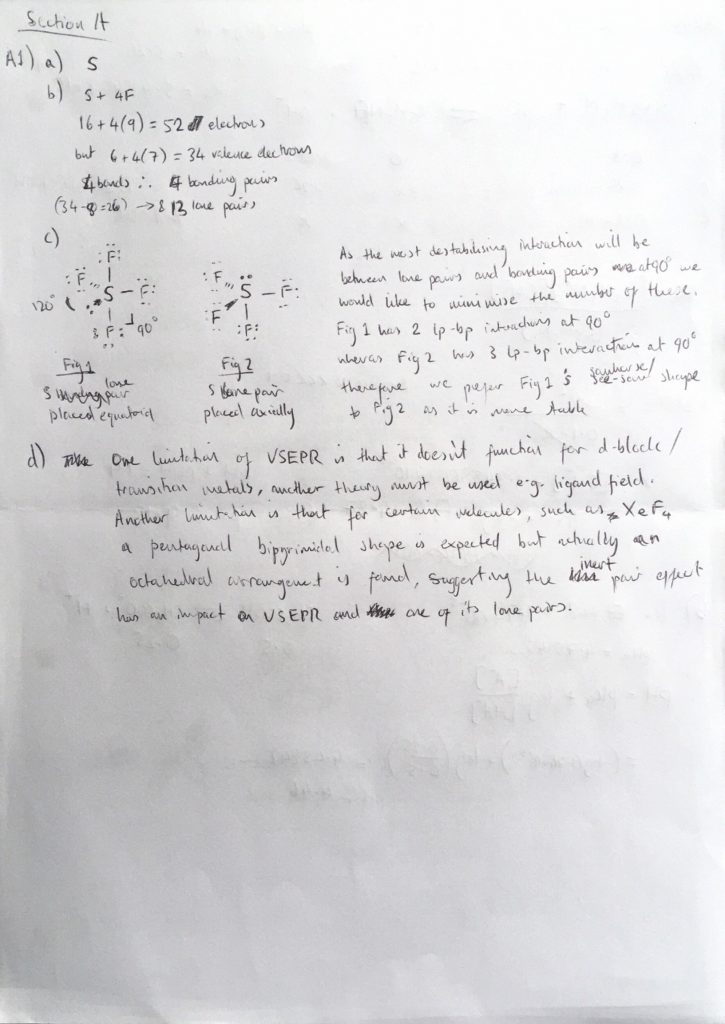 Section A
A1) a) S
b) S + 4F
16 + 4(9) = 52 electrons
but 6 + 4(7) = 34 valence electrons
4 bonds ∴ 4 bonding pairs
(34-8=26) → 13 lone pairs
c)
F
F S – F:
120°
F: 90°
Fig 1
S lone pair
placed equatorial
F S – F:
F
:F:
Fig 2
S lone pair
placed axially
As the most destabilising interaction will be
between lone pairs and bonding pairs at 90° we
would like to minimise the number of these.
Fig 1 has 2 lp-bp interactions at 90°
whereas Fig 2 has 3 lp-bp interactions at 90°
therefore we prefer Fig 1's sawhorse/see-saw shape
to Fig 2 as it is more stable
d) One limitation of VSEPR is that it doesn't function for d-block/
transition metals, another theory must be used e.g. ligand field.
Another limitation is that for certain molecules, such as XeF4
a pentagonal bipyrimidal shape is expected but actually an
octahedral arrangement is found, suggesting the inert pair effect
has an impact on VSEPR and one of its lone pairs.